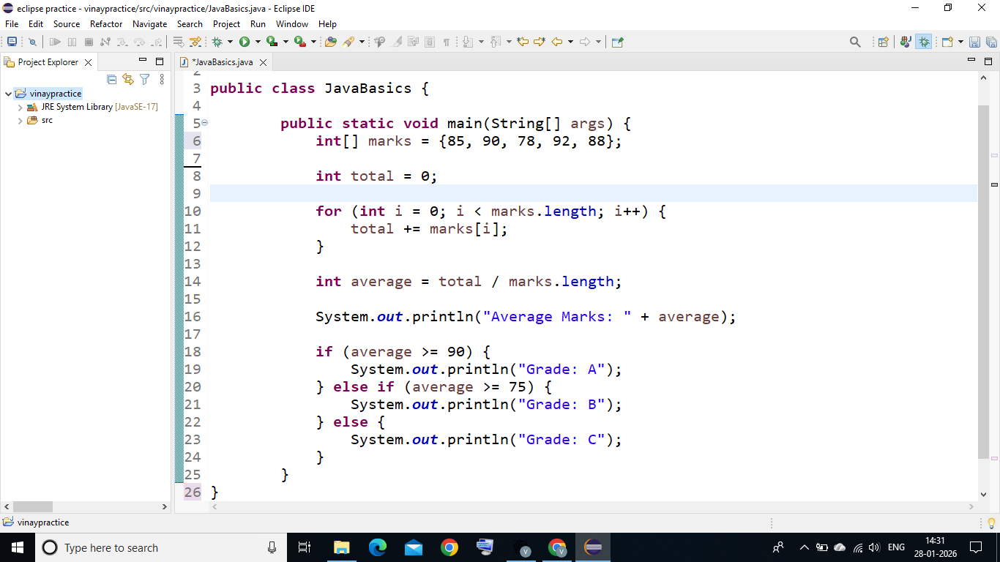 eclipse practice - vinaypractice/src/vinaypractice/JavaBasics.java - Eclipse IDE
File Edit Source Refactor Navigate Search Project Run Window Help
Project Explorer
*JavaBasics.java
vinaypractice
JRE System Library [JavaSE-17]
src
2
3 public class JavaBasics {
4
5 public static void main(String[] args) {
6 int[] marks = {85, 90, 78, 92, 88};
7
8 int total = 0;
9
10 for (int i = 0; i < marks.length; i++) {
11 total += marks[i];
12 }
13
14 int average = total / marks.length;
15
16 System.out.println("Average Marks: " + average);
17
18 if (average >= 90) {
19 System.out.println("Grade: A");
20 } else if (average >= 75) {
21 System.out.println("Grade: B");
22 } else {
23 System.out.println("Grade: C");
24 }
25 }
26 }
vinaypractice
Type here to search
V
V
ENG
14:31
28-01-2026